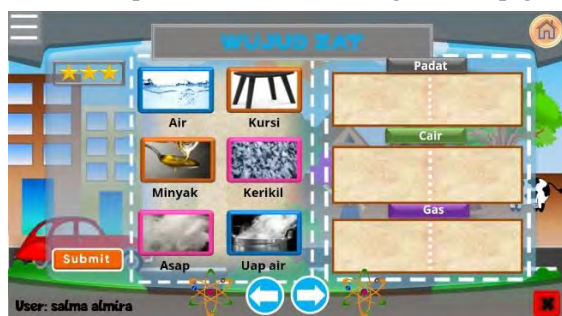 WUJUD ZAT
Padat
Air
Kursi
Cair
Minyak
Kerikil
Gas
Asap
Uap air
Submit
User: salma almira